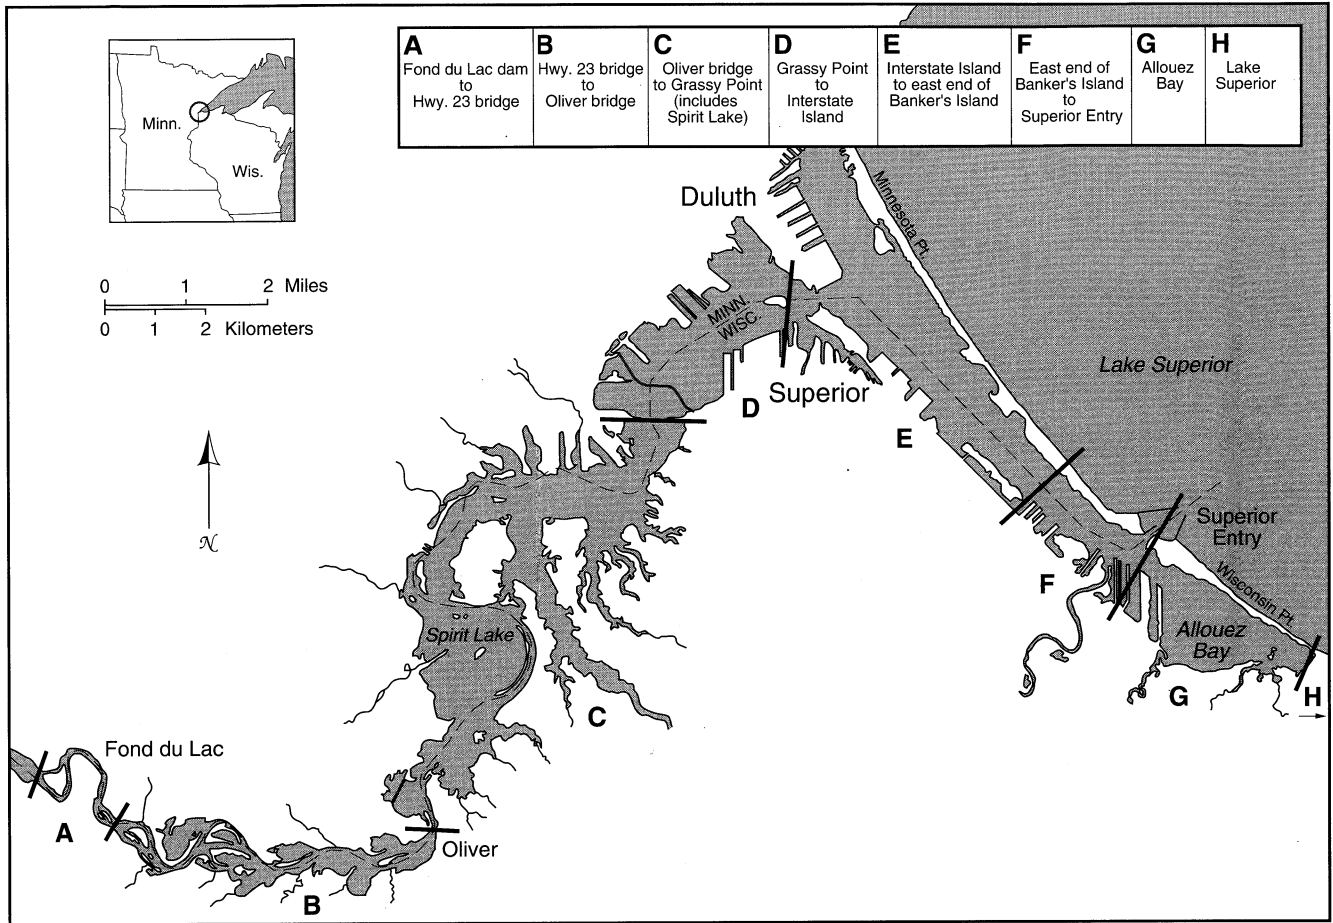 A
Fond du Lac dam
to
Hwy. 23 bridge
B
Hwy. 23 bridge
to
Oliver bridge
C
Oliver bridge
to Grassy Point
(includes
Spirit Lake)
D
Grassy Point
to
Interstate
Island
E
Interstate Island
to east end of
Banker's Island
F
East end of
Banker's Island
to
Superior Entry
G
Allouez
Bay
H
Lake
Superior
Minn.
Wis.
0 1 2 Miles
0 1 2 Kilometers
N
Duluth
Minnesota Pt.
MINN.
WISC.
Lake Superior
Superior
D
E
Superior
Entry
Wisconsin Pt.
F
Allouez
Bay
G
H
Spirit Lake
C
Fond du Lac
A
Oliver
B